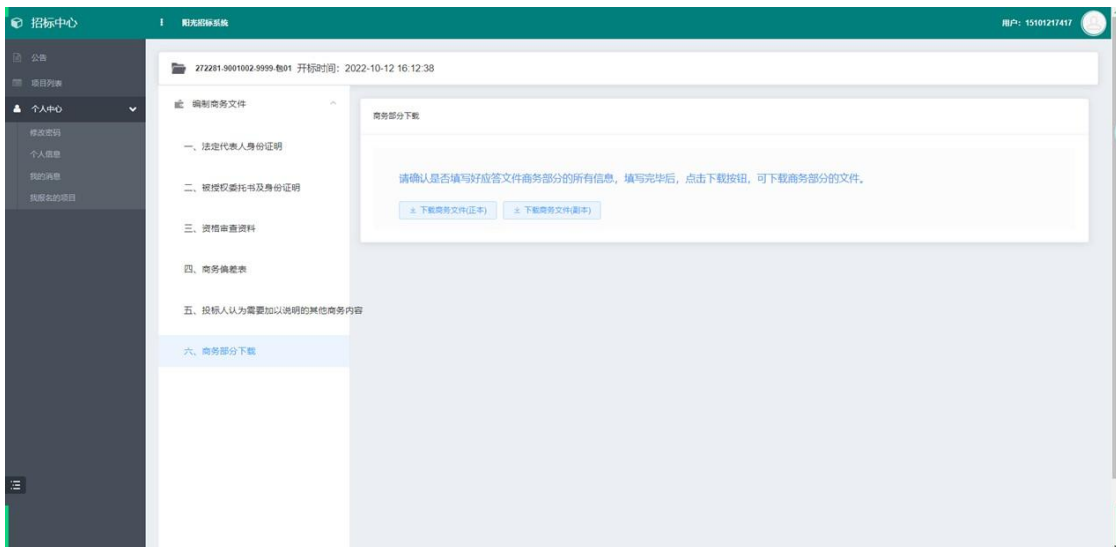 招标中心
阳光招标系统
用户：15101217417
公告
项目列表
个人中心
修改密码
个人信息
我的消息
我报名的项目
272281-9001002-9999-包01 开标时间：2022-10-12 16:12:38
编制商务文件
一、法定代表人身份证明
二、被授权委托书及身份证明
三、资格审查资料
四、商务偏差表
五、投标人认为需要加以说明的其他商务内容
六、商务部分下载
商务部分下载
请确认是否填写好应答文件商务部分的所有信息，填写完毕后，点击下载按钮，可下载商务部分的文件。
下载商务文件(正本)
下载商务文件(副本)